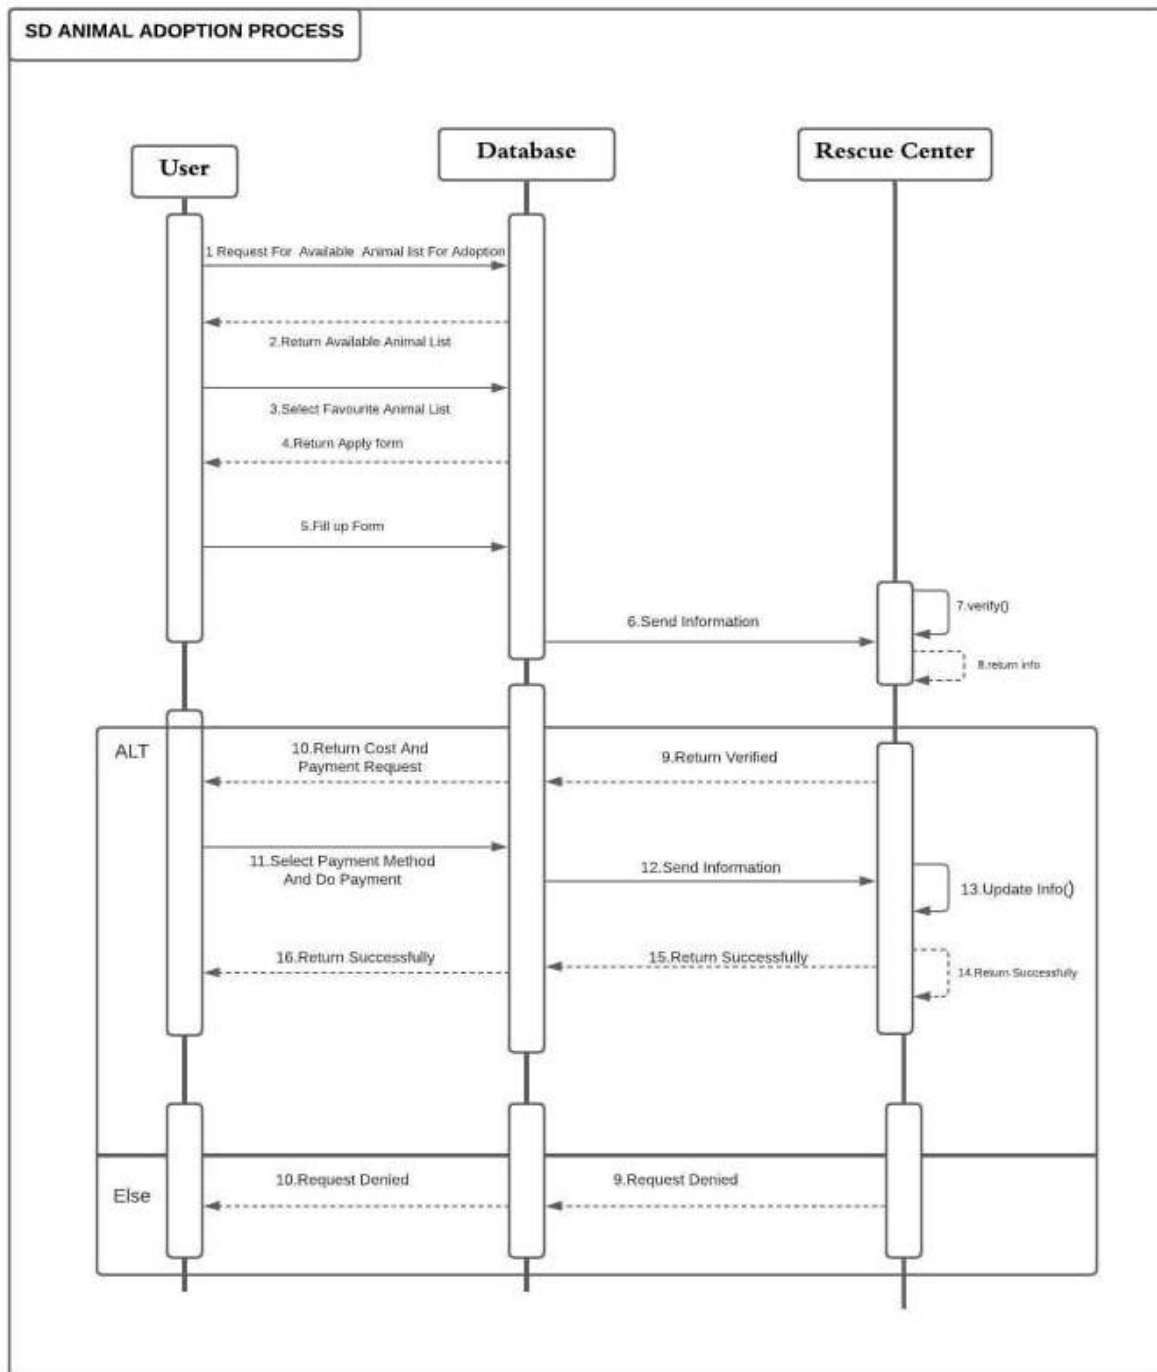 SD ANIMAL ADOPTION PROCESS
User
Database
Rescue Center
1 Request For Available Animal list For Adoption
2.Return Available Animal List
3.Select Favourite Animal List
4.Return Apply form
5.Fill up Form
6.Send Information
7.verify()
8.return info
ALT
10.Return Cost And
Payment Request
9.Return Verified
11.Select Payment Method
And Do Payment
12.Send Information
13.Update Info()
16.Return Successfully
15.Return Successfully
14.Return Successfully
Else
10.Request Denied
9.Request Denied